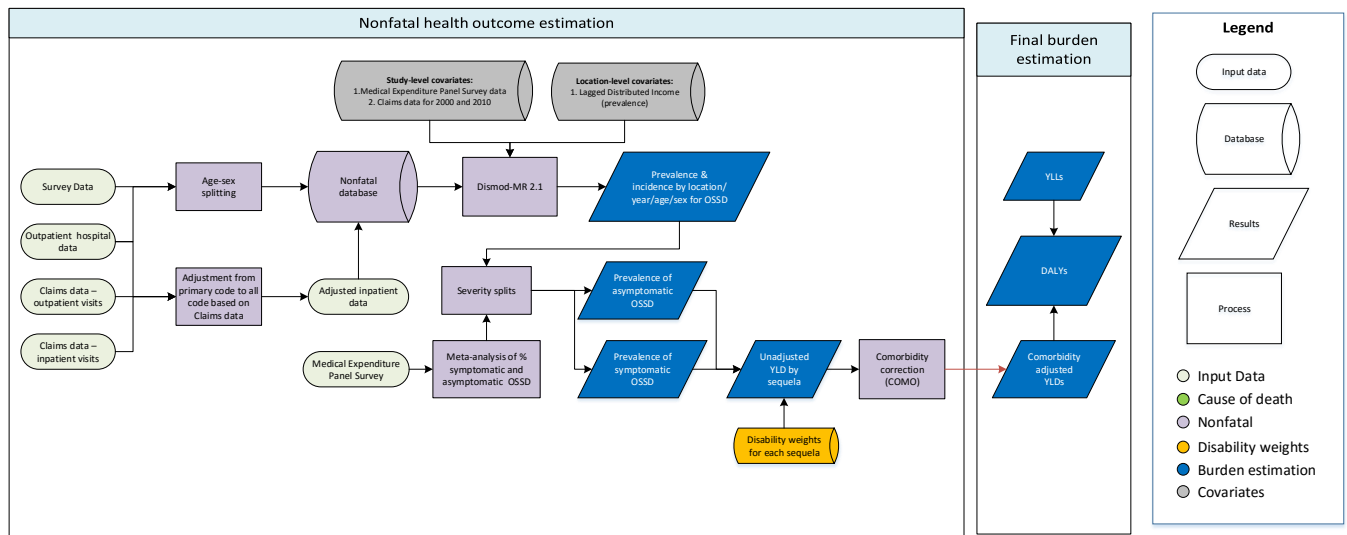 Nonfatal health outcome estimation
Study-level covariates:
1.Medical Expenditure Panel Survey data
2. Claims data for 2000 and 2010
Location-level covariates:
1. Lagged Distributed Income
(prevalence)
Survey Data
Age-sex
splitting
Nonfatal
database
Dismod-MR 2.1
Prevalence &
incidence by location/
year/age/sex for OSSD
Outpatient hospital
data
Claims data –
outpatient visits
Adjustment from
primary code to all
code based on
Claims data
Adjusted inpatient
data
Severity splits
Prevalence of
asymptomatic
OSSD
Claims data –
inpatient visits
Medical Expenditure
Panel Survey
Meta-analysis of %
symptomatic and
asymptomatic OSSD
Prevalence of
symptomatic
OSSD
Unadjusted
YLD by
sequela
Comorbidity
correction
(COMO)
Disability weights
for each sequela
Final burden
estimation
YLLs
DALYs
Comorbidity
adjusted
YLDs
Legend
Input data
Database
Results
Process
Input Data
Cause of death
Nonfatal
Disability weights
Burden estimation
Covariates